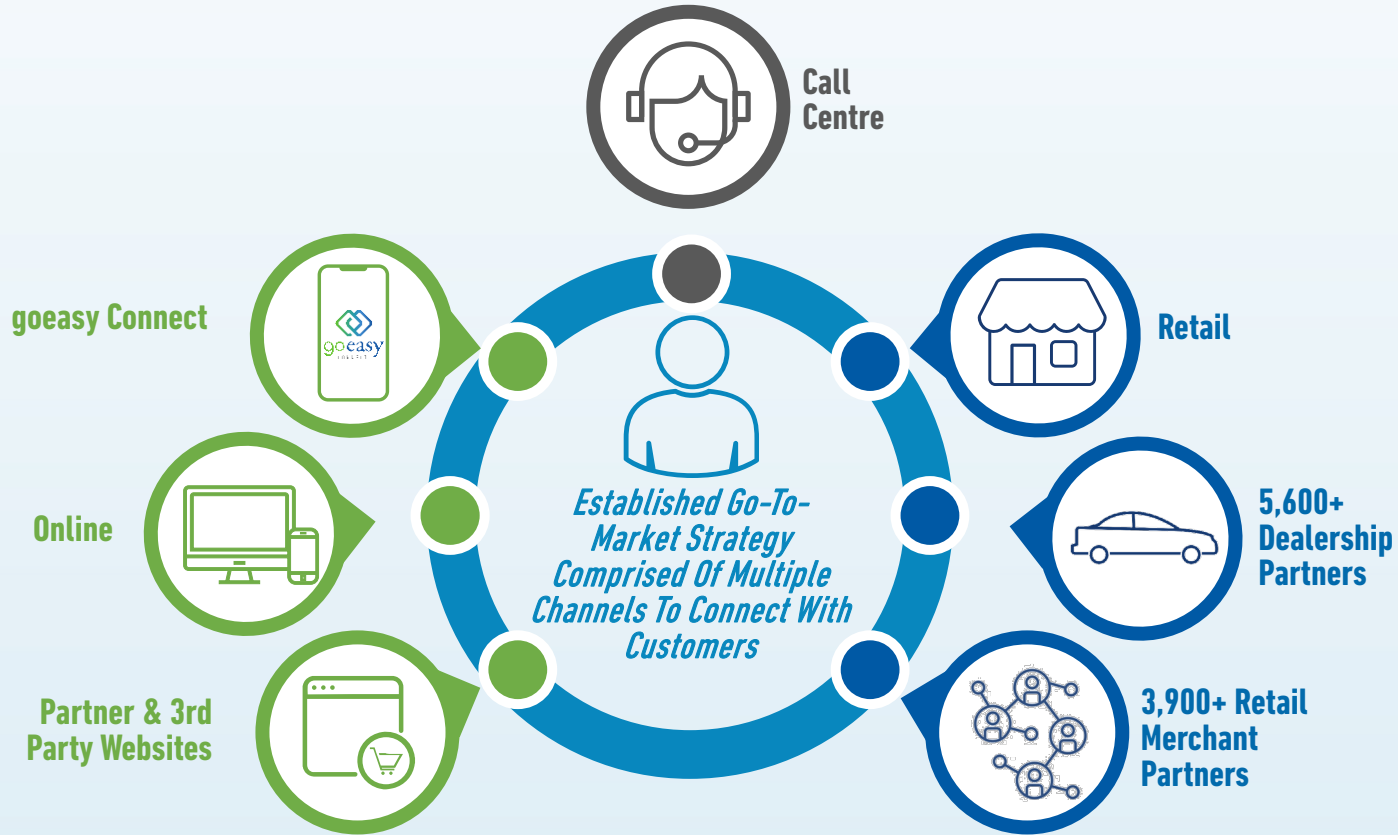 Call
Centre
goeasy Connect
goeasy
Retail
Online
5,600+
Dealership
Partners
Established Go-To-
Market Strategy
Comprised Of Multiple
Channels To Connect With
Customers
Partner & 3rd
Party Websites
3,900+ Retail
Merchant
Partners